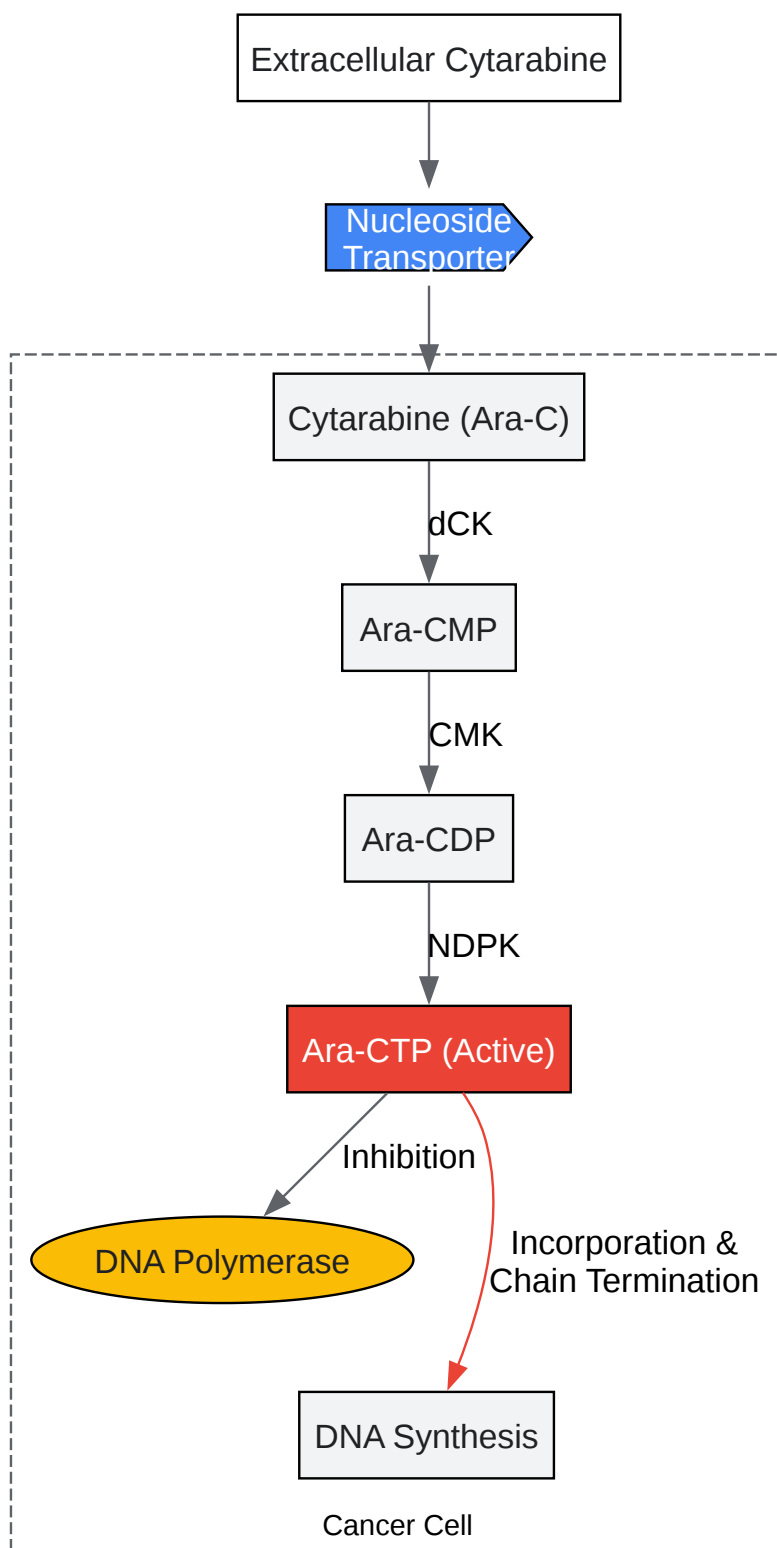 Extracellular Cytarabine
Nucleoside
Transporter
Cytarabine (Ara-C)
dCK
Ara-CMP
CMK
Ara-CDP
NDPK
Ara-CTP (Active)
Inhibition
DNA Polymerase
Incorporation &
Chain Termination
DNA Synthesis
Cancer Cell